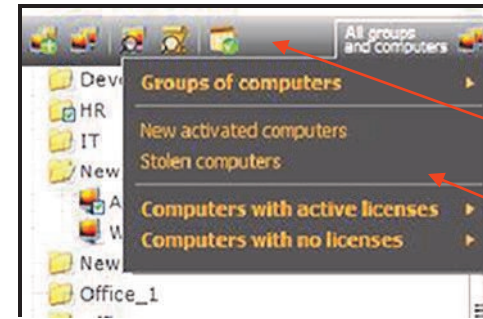 All groups
and computers
Deve
Groups of computers
HR
IT
New activated computers
Stolen computers
New
A
Computers with active licenses
W
Computers with no licenses
New
Office_1